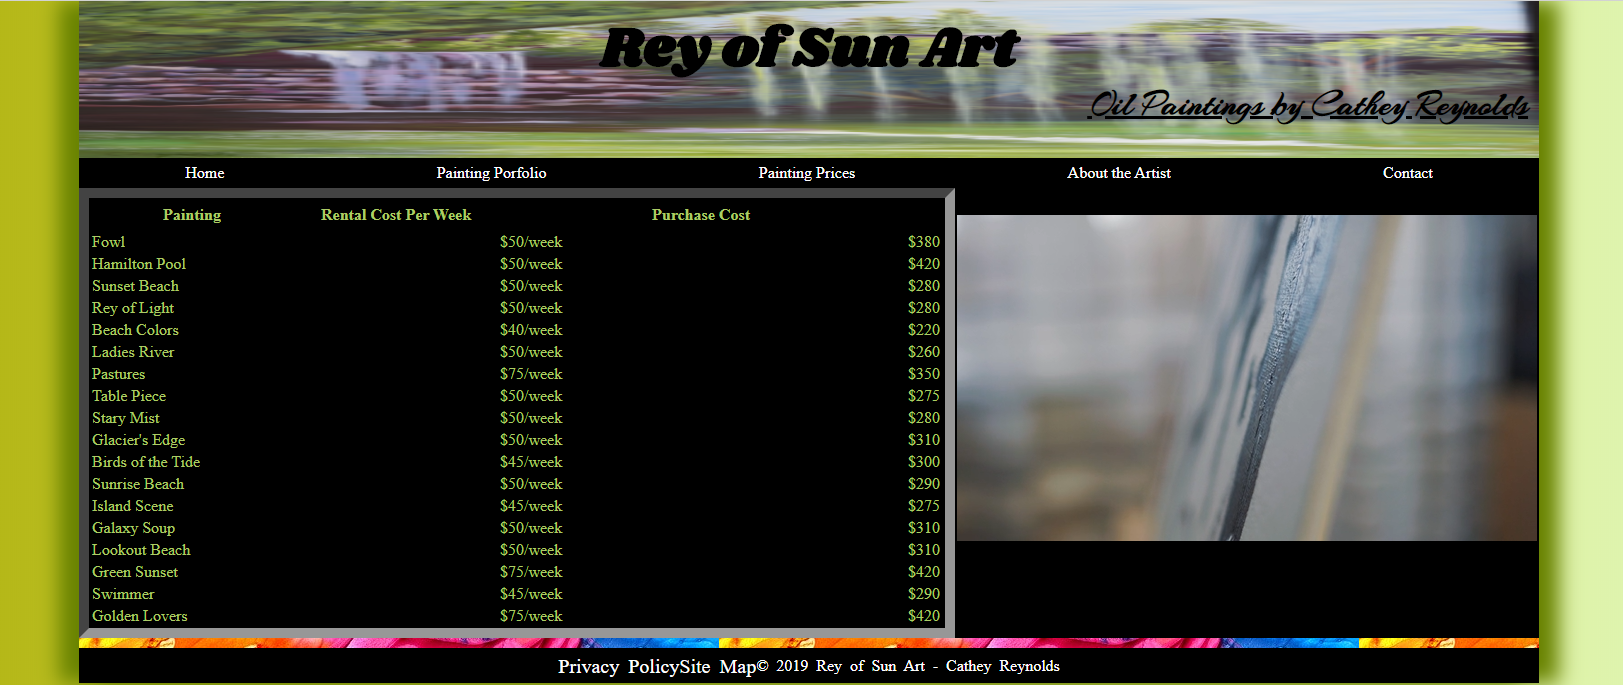 Rey of Sun Art
Oil Paintings by Cathey Reynolds
Home Painting Porfolio Painting Prices About the Artist Contact
Painting Rental Cost Per Week Purchase Cost
Fowl $50/week $380
Hamilton Pool $50/week $420
Sunset Beach $50/week $280
Rey of Light $50/week $280
Beach Colors $40/week $220
Ladies River $50/week $260
Pastures $75/week $350
Table Piece $50/week $275
Stary Mist $50/week $280
Glacier's Edge $50/week $310
Birds of the Tide $45/week $300
Sunrise Beach $50/week $290
Island Scene $45/week $275
Galaxy Soup $50/week $310
Lookout Beach $50/week $310
Green Sunset $75/week $420
Swimmer $45/week $290
Golden Lovers $75/week $420
Privacy PolicySite Map© 2019 Rey of Sun Art - Cathey Reynolds